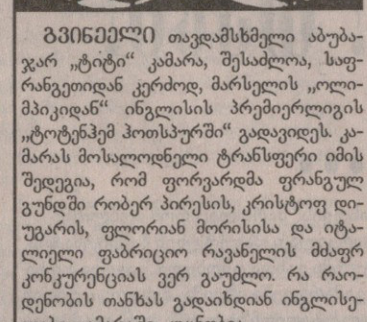 გვინეელი თავდამსხმელი აბუბა-
ჯარ „ტიტი“ კამარა, შესაძლოა, საფ-
რანგეთიდან კერძოდ, მარსელის „ოლი-
მპიკიდან“ ინგლისის პრემიერლიგის
„ტოტენჰემ ჰოთსპურში“ გადავიდეს. კა-
მარას მოსალოდნელი ტრანსფერი იმის
შედეგია, რომ ფორვარდმა ფრანგულ
გუნდში რობერ პირესის, კრისტოფ დი-
უგარის, ფლორიან მორისისა და იტა-
ლიელი ფაბრიციო რავანელის მძაფრ
კონკურენციას ვერ გაუძლო. რა რაო-
დენობის თანხას გადაიხდიან ინგლისე-